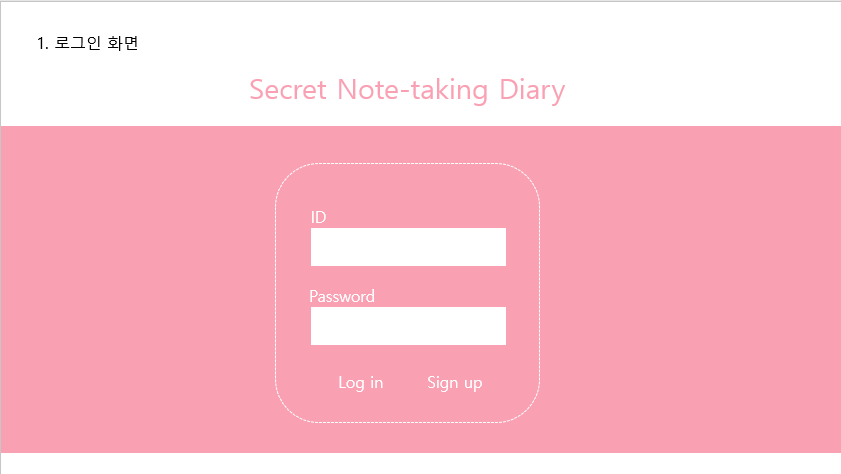 1. 로그인 화면
Secret Note-taking Diary
ID
Password
Log in Sign up